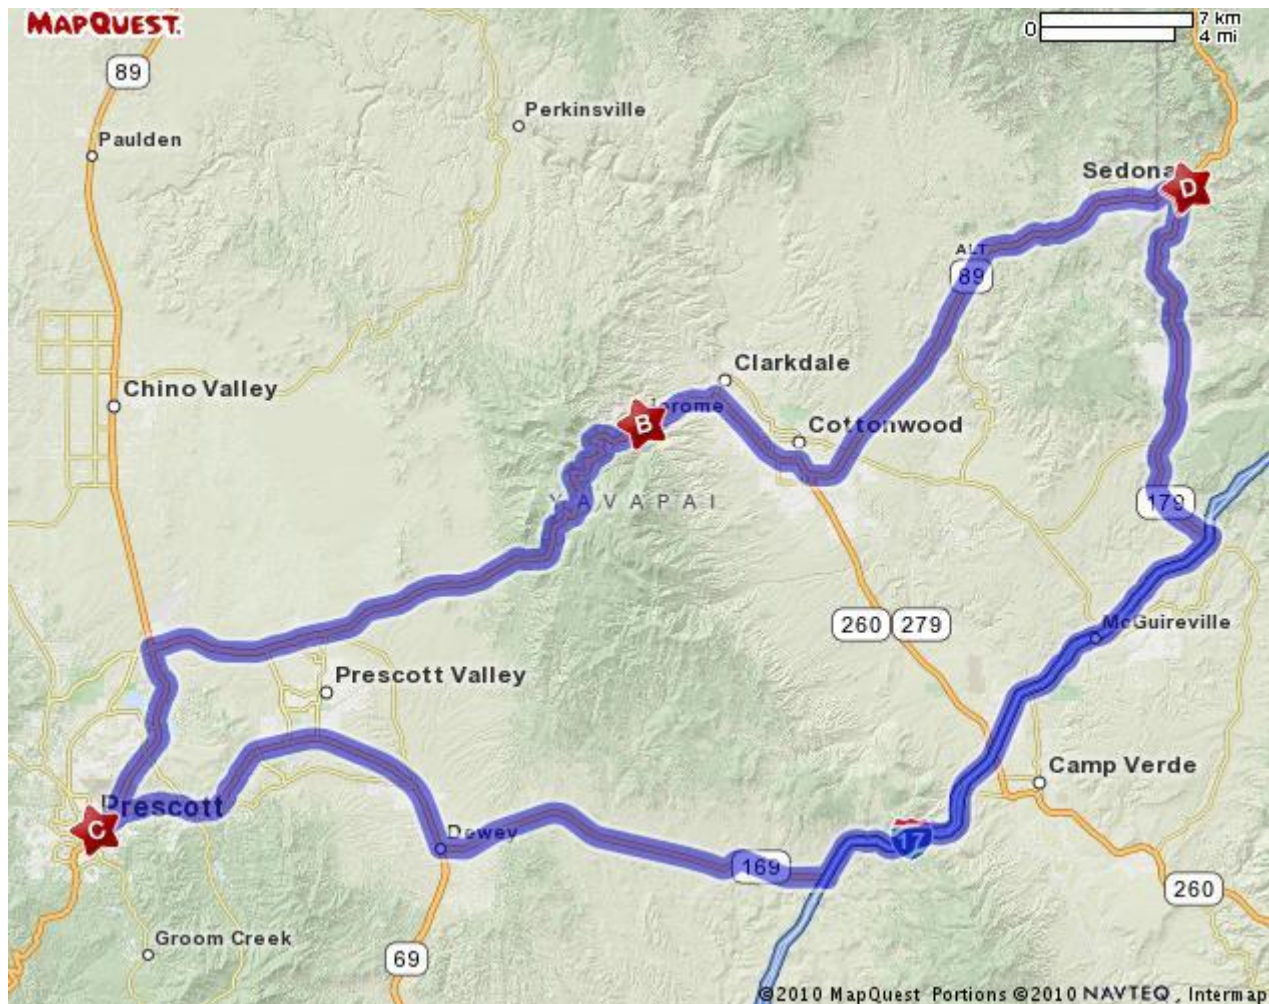 MAPQUEST.
0
7 km
4 mi
89
Perkinsville
Paulden
Sedona
D
ALT
89
Clarkdale
Chino Valley
B
Jerome
Cottonwood
YAVAPAI
179
260
279
McGuireville
Prescott Valley
Camp Verde
Prescott
C
Dewey
17
169
260
Groom Creek
69
©2010 MapQuest Portions ©2010 NAVTEQ Intermap